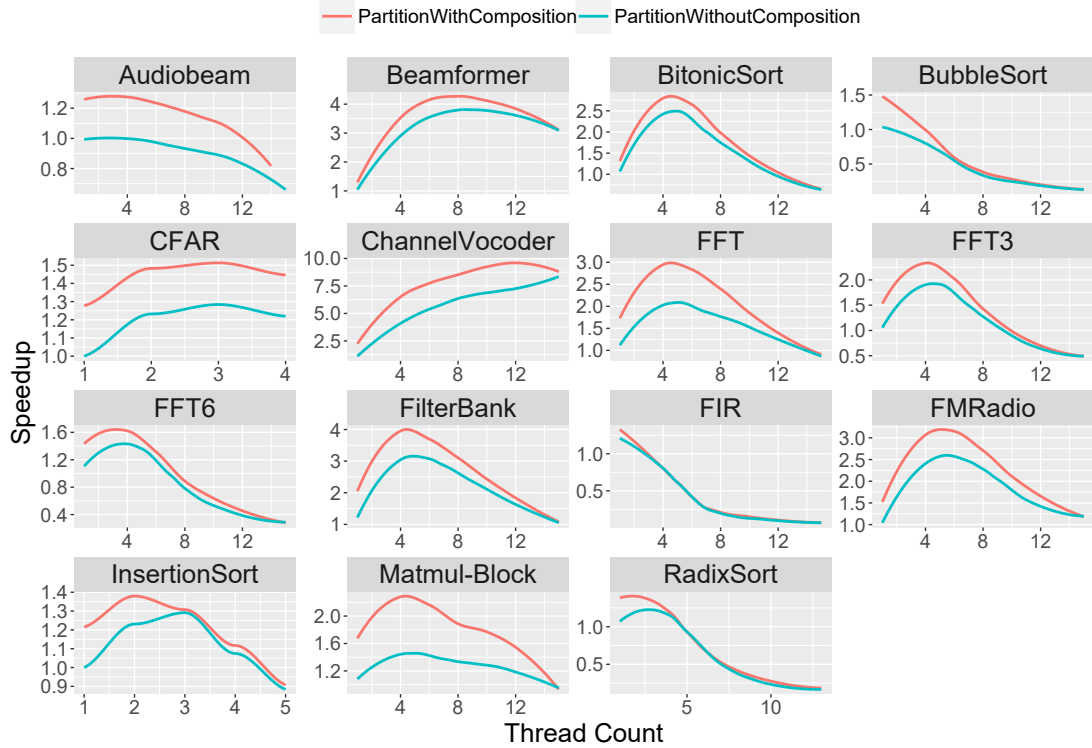 PartitionWithComposition PartitionWithoutComposition
Audiobeam Beamformer BitonicSort BubbleSort
1.2 1.0 0.8
4 3 2 1
2.5 2.0 1.5 1.0
1.5 1.0 0.5
4 8 12 4 8 12 4 8 12 4 8 12
CFAR ChannelVocoder FFT FFT3
1.5 1.4 1.3 1.2 1.1 1.0
10.0 7.5 5.0 2.5
3.0 2.5 2.0 1.5 1.0
2.0 1.5 1.0 0.5
1 2 3 4 4 8 12 4 8 12 4 8 12
Speedup
FFT6 FilterBank FIR FMRadio
1.6 1.2 0.8 0.4
4 3 2 1
1.0 0.5
3.0 2.5 2.0 1.5 1.0
4 8 12 4 8 12 4 8 12 4 8 12
InsertionSort Matmul-Block RadixSort
1.4 1.3 1.2 1.1 1.0 0.9
2.0 1.6 1.2
1.0 0.5
1 2 3 4 5 4 8 12 5 10
Thread Count